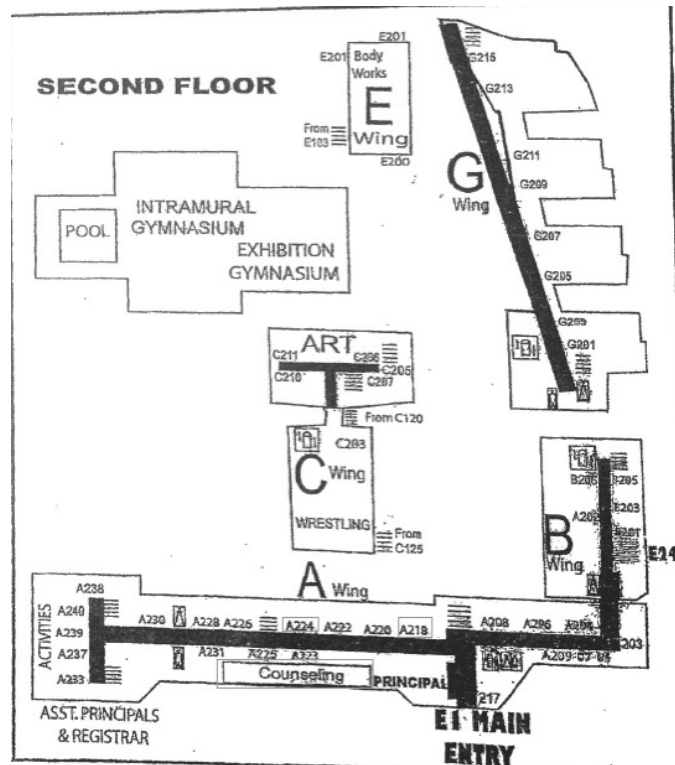 SECOND FLOOR
E201
E201 Body
Works
E
Wing
From
E103
E200
G215
G213
G211
G209
G
Wing
G207
G205
G201
POOL
INTRAMURAL
GYMNASIUM
EXHIBITION
GYMNASIUM
ART
C211
C206
C205
C210
C207
From C120
C203
C
Wing
WRESTLING
From
C125
B206
B205
B
Wing
E24
A
Wing
A238
A240
A239
A237
A233
ACTIVITIES
A230
A228
A226
A224
A222
A220
A218
A208
A206
A231
A225
A223
Counseling
PRINCIPAL
217
ASST. PRINCIPALS
& REGISTRAR
E1 MAIN
ENTRY